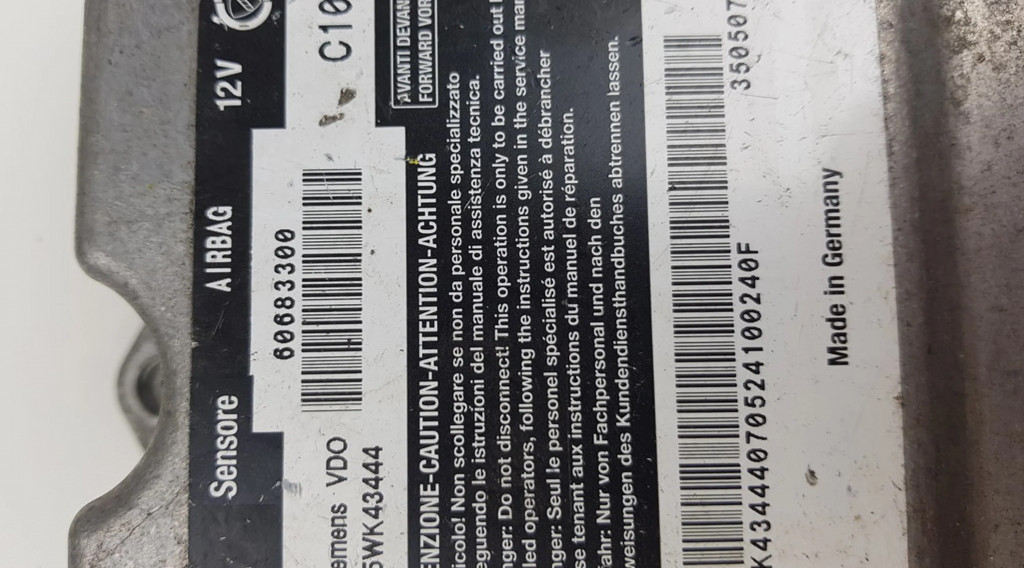 Sensore AIRBAG 12V
60683300
emens VDO C10
5WK43444
AVANTI DEVAN
FORWARD VOR
ENZIONE-CAUTION-ATTENTION-ACHTUNG
icolo! Non scollegare se non da personale specializzato
eguendo le istruzioni del manuale di assistenza tecnica.
nger: Do not disconnect! This operation is only to be carried out
led operators, following the instructions given in the service mar
nger: Seul le personel spécialisé est autorisé à débrancher
se tenant aux instructions du manuel de réparation.
fahr: Nur von Fachpersonal und nach den
weisungen des Kundendiensthandbuches abtrennen lassen.
K4344407052410024​0F 350507
Made in Germany